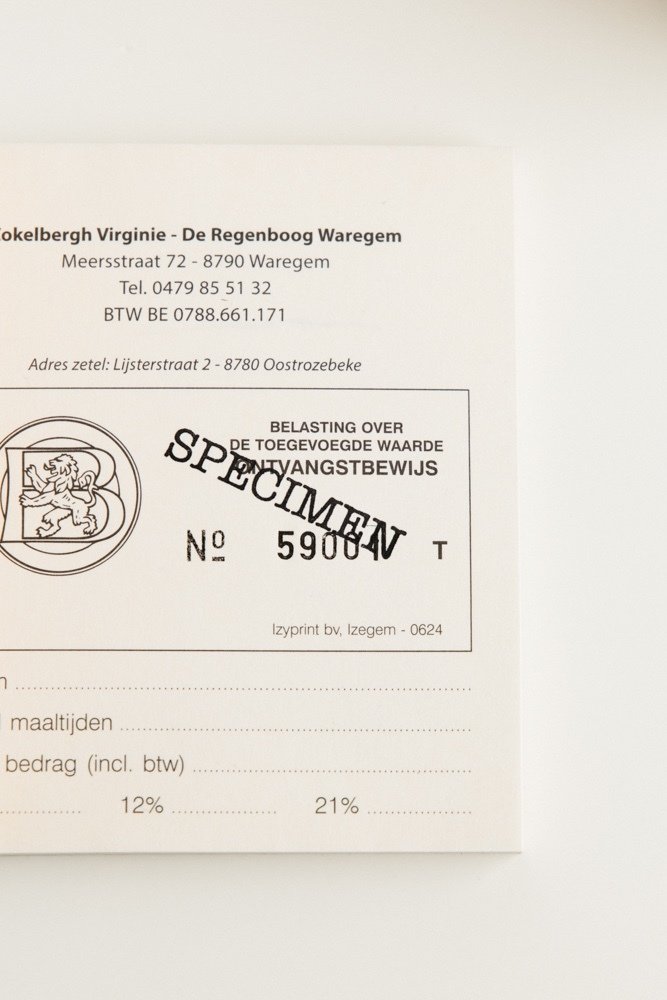 Virginie - De Regenboog Waregem
Meersstraat 72 - 8790 Waregem
Tel. 0479 85 51 32
BTW BE 0788.661.171
Adres zetel: Lijsterstraat 2 - 8780 Oostrozebeke
B
BELASTING OVER
DE TOEGEVOEGDE WAARDE
ONTVANGSTBEWIJS
SPECIMEN
Nº 59001 T
Izyprint bv, Izegem - 0624
maaltijden
bedrag (incl. btw)
12% 21%